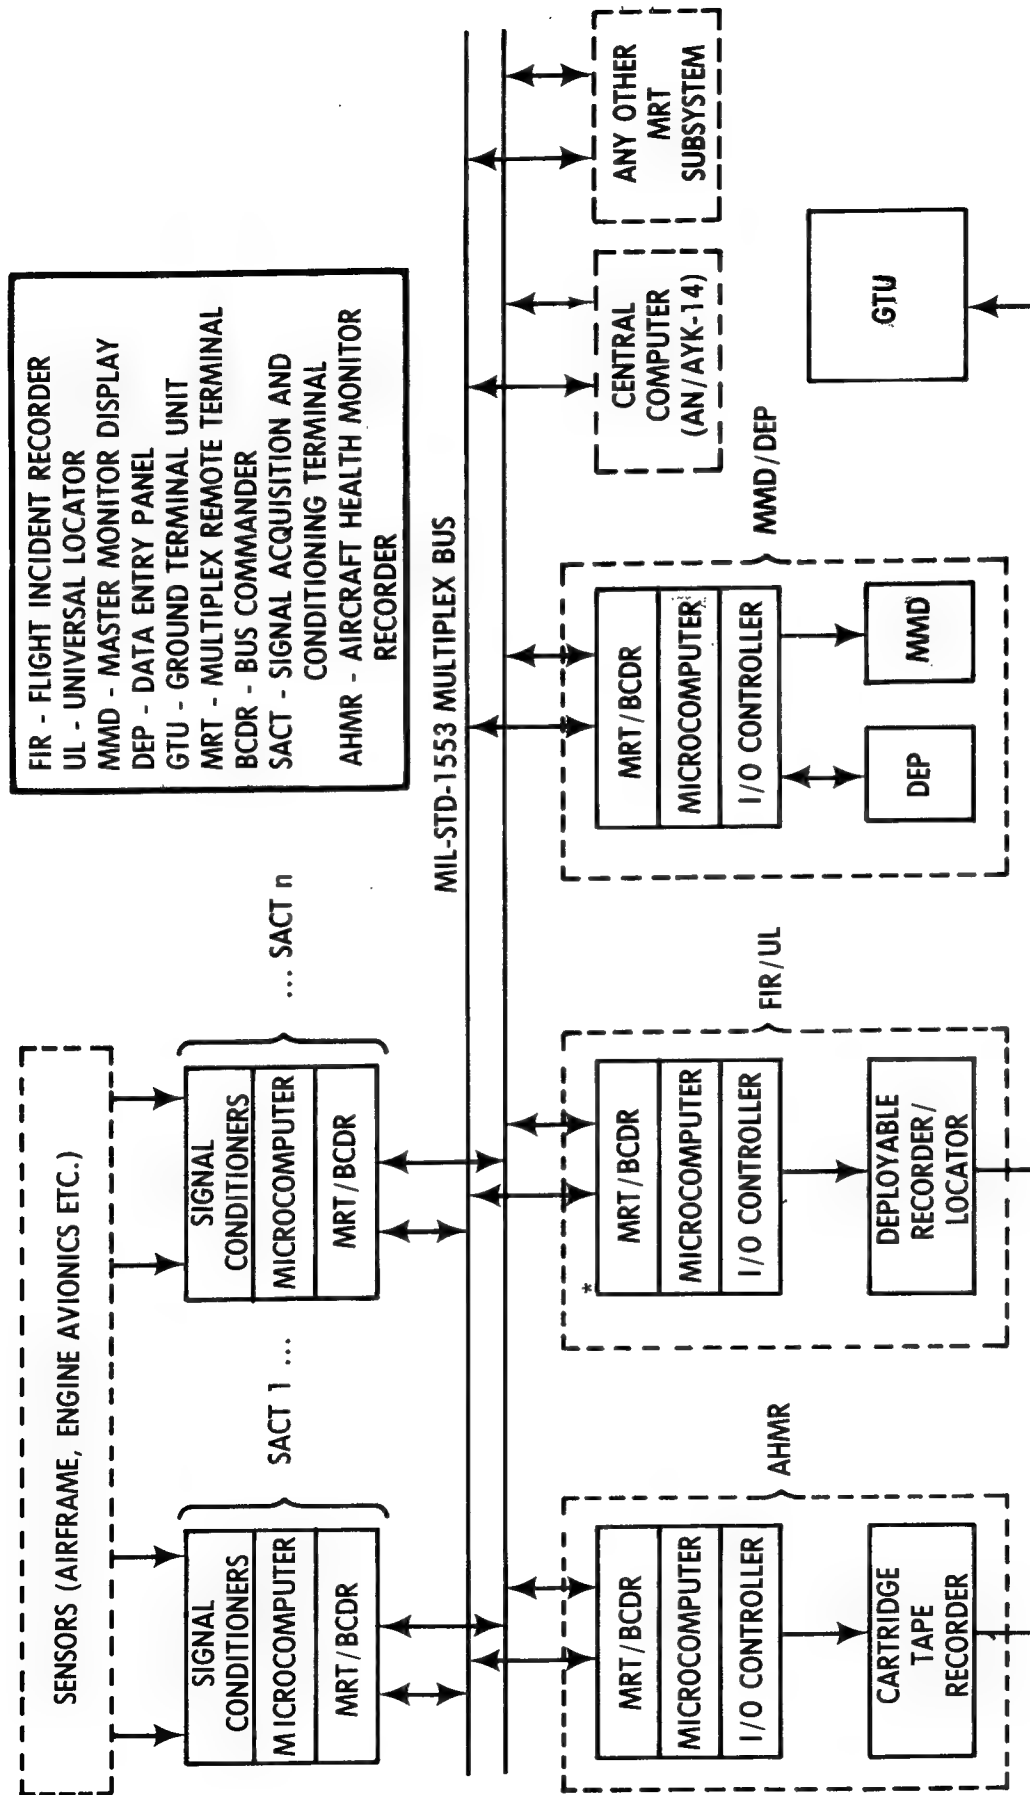 SENSORS (AIRFRAME, ENGINE AVIONICS ETC.)
SIGNAL
CONDITIONERS
MICROCOMPUTER
MRT/BCDR
SACT 1 ...
SIGNAL
CONDITIONERS
MICROCOMPUTER
MRT/BCDR
... SACT n
FIR - FLIGHT INCIDENT RECORDER
UL - UNIVERSAL LOCATOR
MMD - MASTER MONITOR DISPLAY
DEP - DATA ENTRY PANEL
GTU - GROUND TERMINAL UNIT
MRT - MULTIPLEX REMOTE TERMINAL
BCDR - BUS COMMANDER
SACT - SIGNAL ACQUISITION AND
CONDITIONING TERMINAL
AHMR - AIRCRAFT HEALTH MONITOR
RECORDER
MIL-STD-1553 MULTIPLEX BUS
MRT/BCDR
MICROCOMPUTER
I/O CONTROLLER
CARTRIDGE
TAPE
RECORDER
AHMR
*
MRT/BCDR
MICROCOMPUTER
I/O CONTROLLER
DEPLOYABLE
RECORDER/
LOCATOR
FIR/UL
MRT/BCDR
MICROCOMPUTER
I/O CONTROLLER
DEP
MMD
MMD/DEP
CENTRAL
COMPUTER
(AN/AYK-14)
ANY OTHER
MRT
SUBSYSTEM
GTU